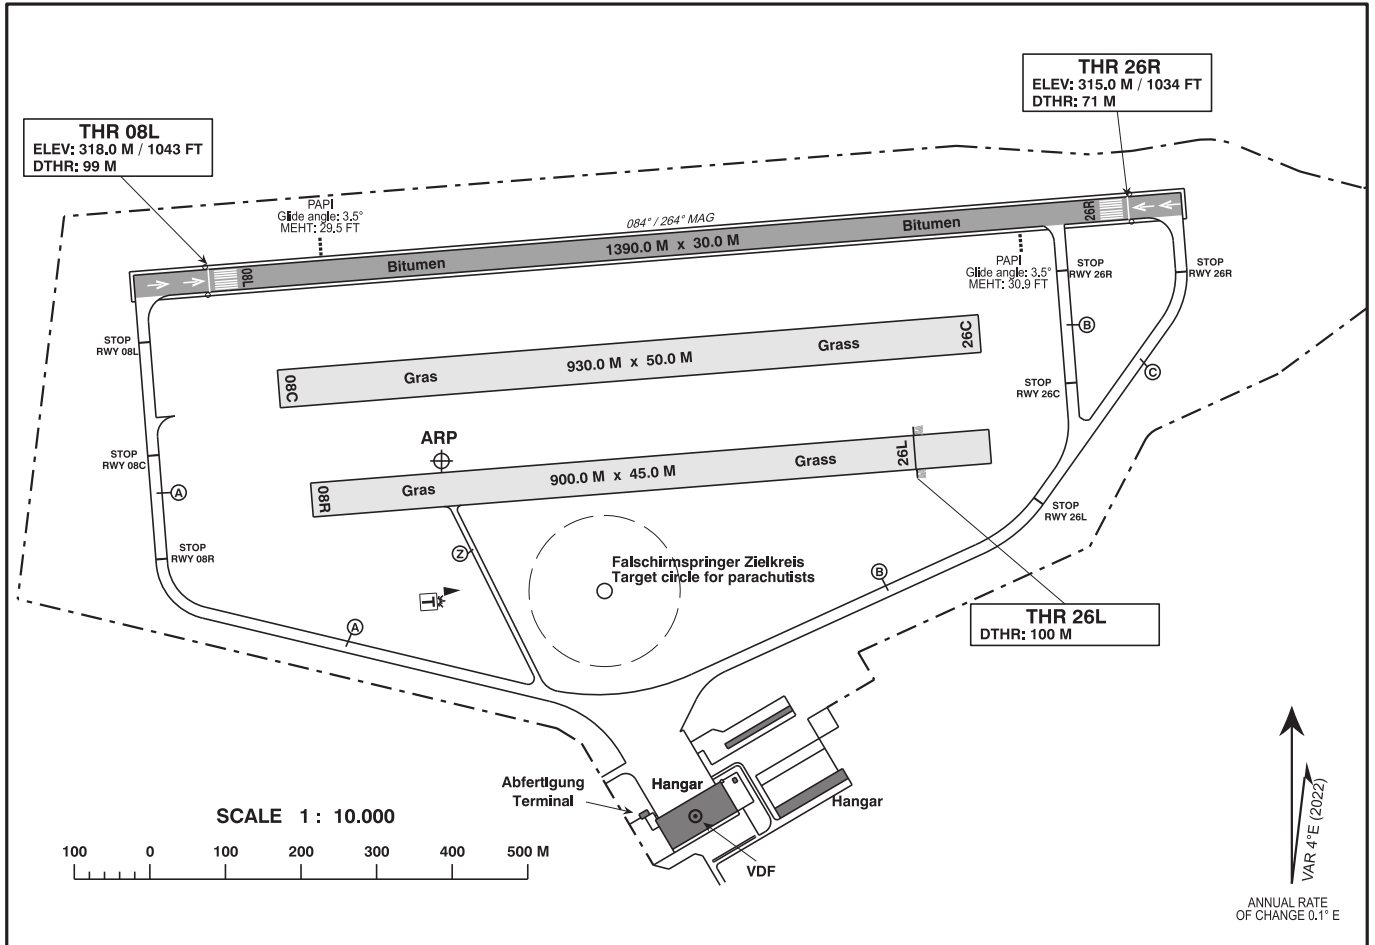 THR 26R
ELEV: 315.0 M / 1034 FT
DTHR: 71 M
THR 08L
ELEV: 318.0 M / 1043 FT
DTHR: 99 M
PAPI
Glide angle: 3.5°
MEHT: 29.5 FT
084° / 264° MAG
Bitumen
1390.0 M x 30.0 M
Bitumen
08L
26R
PAPI
Glide angle: 3.5°
MEHT: 30.9 FT
STOP
RWY 26R
STOP
RWY 26R
STOP
RWY 08L
B
08C
Gras
930.0 M x 50.0 M
Grass
26C
C
STOP
RWY 26C
ARP
STOP
RWY 08C
A
08R
Gras
900.0 M x 45.0 M
Grass
26L
STOP
RWY 26L
STOP
RWY 08R
Z
Falschirmspringer Zielkreis
Target circle for parachutists
B
T
A
THR 26L
DTHR: 100 M
Abfertigung
Terminal
Hangar
Hangar
VDF
SCALE 1 : 10.000
100 0 100 200 300 400 500 M
VAR 4°E (2022)
ANNUAL RATE
OF CHANGE 0.1° E